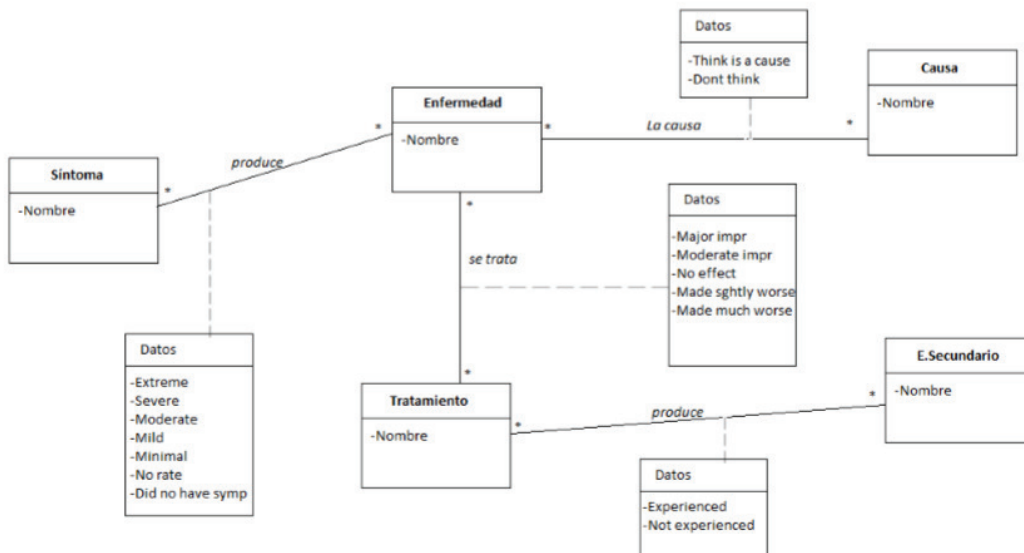 Datos
-Think is a cause
-Dont think
Causa
-Nombre
Enfermedad
-Nombre
*
*
La causa
*
produce
*
Síntoma
-Nombre
*
se trata
Datos
-Major impr
-Moderate impr
-No effect
-Made sghtly worse
-Made much worse
Datos
-Extreme
-Severe
-Moderate
-Mild
-Minimal
-No rate
-Did no have symp
*
Tratamiento
-Nombre
*
produce
*
E.Secundario
-Nombre
Datos
-Experienced
-Not experienced